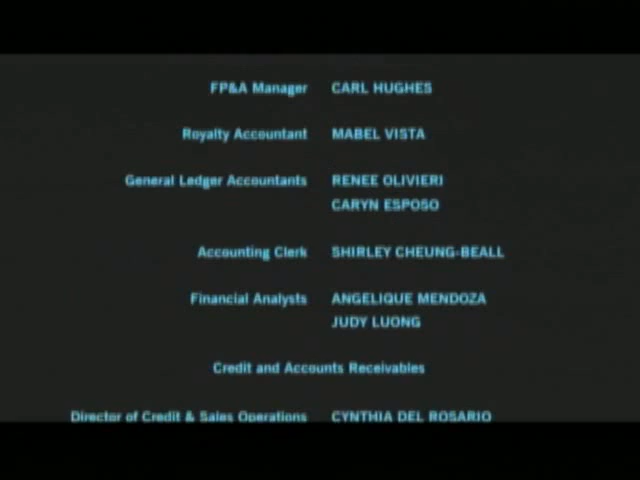 FP&A Manager CARL HUGHES
Royalty Accountant MABEL VISTA
General Ledger Accountants RENEE OLIVIERI
CARYN ESPOSO
Accounting Clerk SHIRLEY CHEUNG-BEALL
Financial Analysts ANGELIQUE MENDOZA
JUDY LUONG
Credit and Accounts Receivables
Director of Credit & Sales Operations CYNTHIA DEL ROSARIO